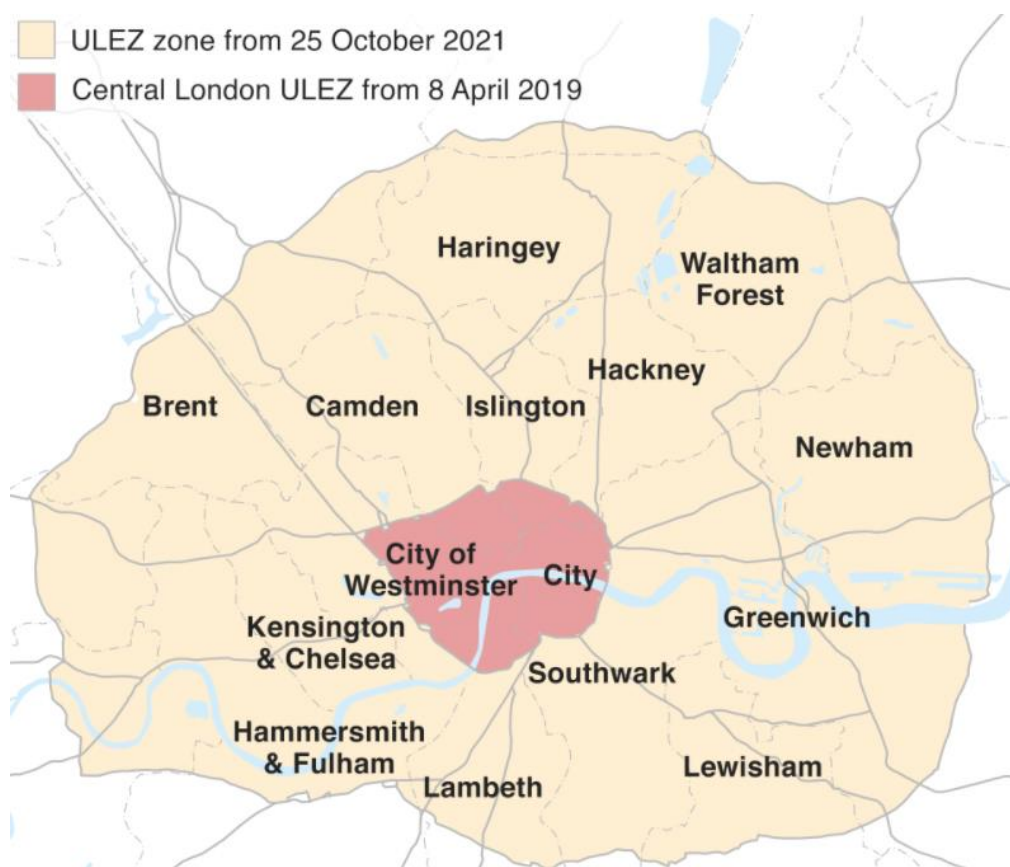 ULEZ zone from 25 October 2021
Central London ULEZ from 8 April 2019
Haringey
Waltham
Forest
Hackney
Brent
Camden
Islington
Newham
City of
Westminster
City
Greenwich
Kensington
& Chelsea
Southwark
Hammersmith
& Fulham
Lambeth
Lewisham